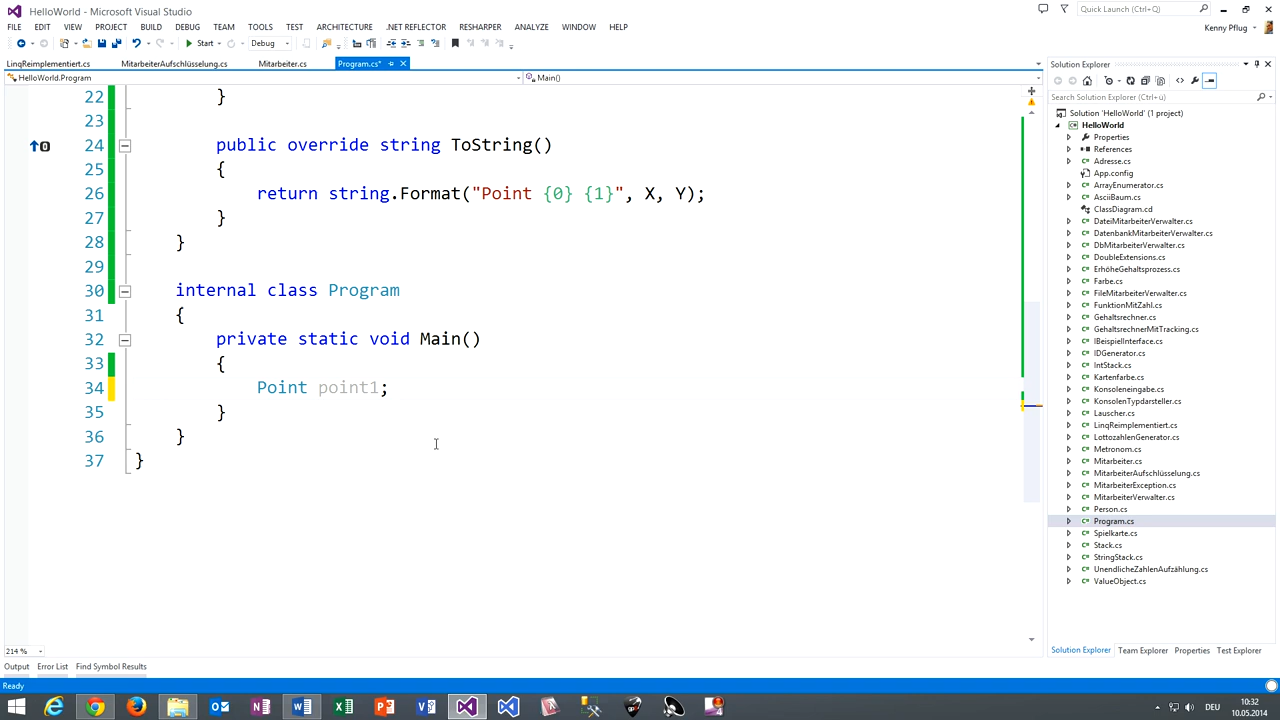 HelloWorld - Microsoft Visual Studio
Quick Launch (Ctrl+Q)
FILE EDIT VIEW PROJECT BUILD DEBUG TEAM TOOLS TEST ARCHITECTURE .NET REFLECTOR RESHARPER ANALYZE WINDOW HELP
Kenny Pflug
Start
Debug
LinqReimplementiert.cs MitarbeiterAufschlüsselung.cs Mitarbeiter.cs Program.cs*
HelloWorld.Program
Main()
22 }
23
24 public override string ToString()
25 {
26 return string.Format("Point {0} {1}", X, Y);
27 }
28 }
29
30 internal class Program
31 {
32 private static void Main()
33 {
34 Point point1;
35 }
36 }
37 }
214 %
Solution Explorer
Search Solution Explorer (Ctrl+ü)
Solution 'HelloWorld' (1 project)
HelloWorld
Properties
References
Adresse.cs
App.config
ArrayEnumerator.cs
AsciiBaum.cs
ClassDiagram.cd
DateiMitarbeiterVerwalter.cs
DatenbankMitarbeiterVerwalter.cs
DbMitarbeiterVerwalter.cs
DoubleExtensions.cs
ErhöheGehaltsprozess.cs
Farbe.cs
FileMitarbeiterVerwalter.cs
FunktionMitZahl.cs
Gehaltsrechner.cs
GehaltsrechnerMitTracking.cs
IBeispielInterface.cs
IDGenerator.cs
IntStack.cs
Kartenfarbe.cs
Konsoleneingabe.cs
KonsolenTypdarsteller.cs
Lauscher.cs
LinqReimplementiert.cs
LottozahlenGenerator.cs
Metronom.cs
Mitarbeiter.cs
MitarbeiterAufschlüsselung.cs
MitarbeiterException.cs
MitarbeiterVerwalter.cs
Person.cs
Program.cs
Spielkarte.cs
Stack.cs
StringStack.cs
UnendlicheZahlenAufzählung.cs
ValueObject.cs
Solution Explorer Team Explorer Properties Test Explorer
Output Error List Find Symbol Results
Ready
DEU
10:32
10.05.2014